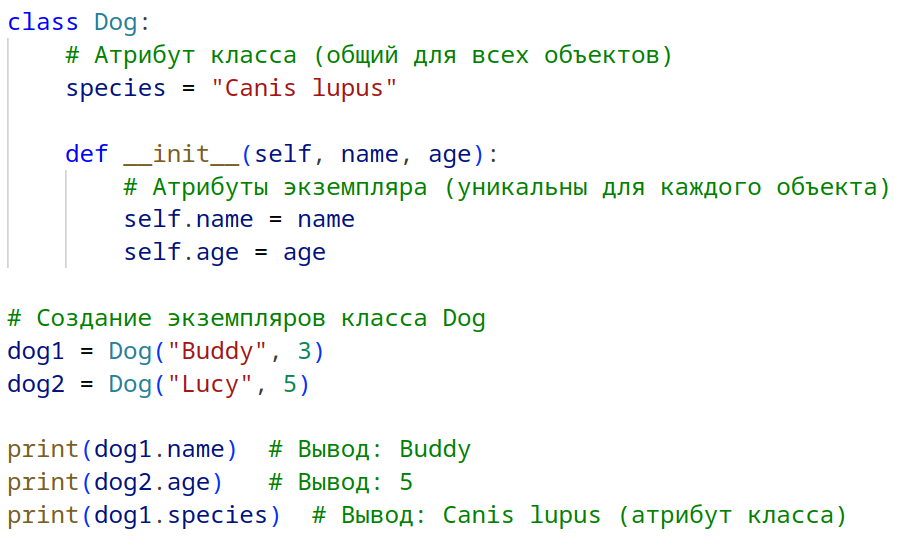 class Dog:
    # Атрибут класса (общий для всех объектов)
    species = "Canis lupus"

    def __init__(self, name, age):
        # Атрибуты экземпляра (уникальны для каждого объекта)
        self.name = name
        self.age = age

# Создание экземпляров класса Dog
dog1 = Dog("Buddy", 3)
dog2 = Dog("Lucy", 5)

print(dog1.name)  # Вывод: Buddy
print(dog2.age)   # Вывод: 5
print(dog1.species)  # Вывод: Canis lupus (атрибут класса)